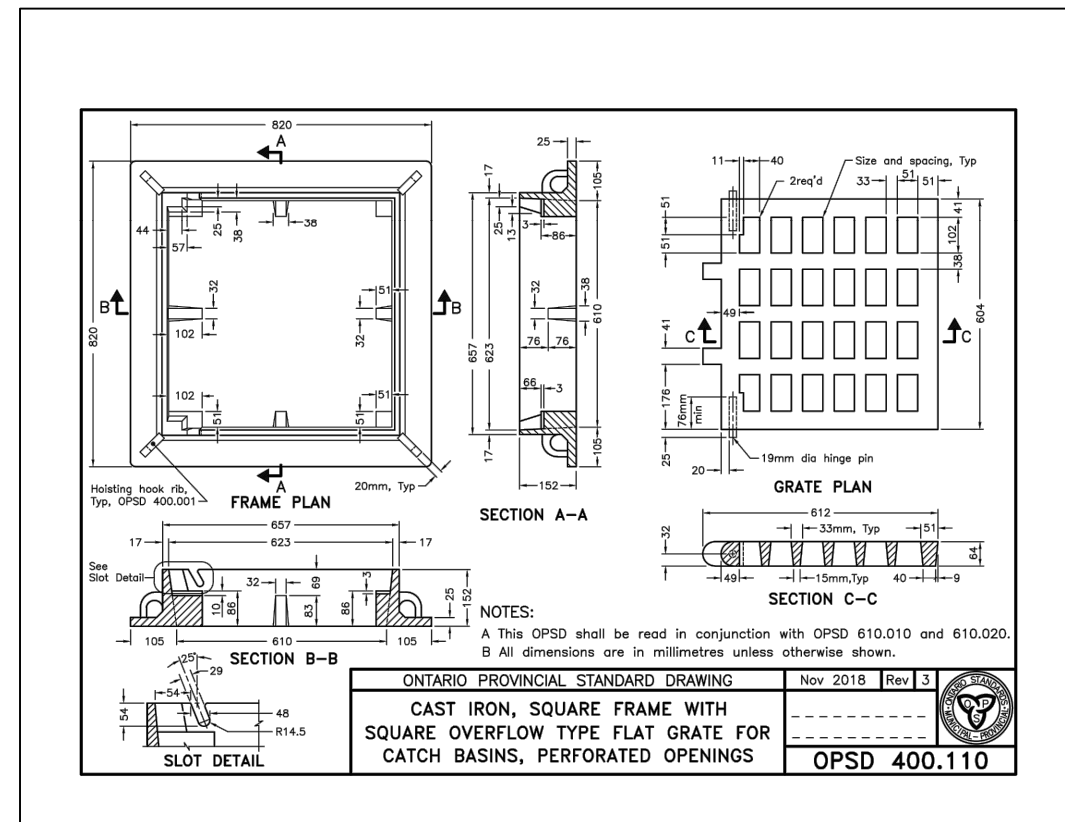 820
A
A
820
B
B
44
57
25
38
38
32
51
102
32
102
51
51
Hoisting hook rib,
Typ, OPSD 400.001
20mm, Typ
FRAME PLAN
25
17
105
25
13
3
86
32
38
657
623
610
76
76
66
3
17
105
152
SECTION A–A
11
40
Size and spacing, Typ
2req'd
33
51
51
51
51
41
102
38
49
604
41
C
C
176
76mm
min
25
20
19mm dia hinge pin
GRATE PLAN
657
17
623
17
See
Slot Detail
32
69
3
10
86
83
86
25
152
105
610
105
SECTION B–B
612
32
33mm, Typ
51
64
49
15mm,Typ
40
9
SECTION C–C
25°
29
54
54
48
R14.5
SLOT DETAIL
NOTES:
A This OPSD shall be read in conjunction with OPSD 610.010 and 610.020.
B All dimensions are in millimetres unless otherwise shown.
ONTARIO PROVINCIAL STANDARD DRAWING
Nov 2018
Rev
3
CAST IRON, SQUARE FRAME WITH
SQUARE OVERFLOW TYPE FLAT GRATE FOR
CATCH BASINS, PERFORATED OPENINGS
ONTARIO STANDARDS
MUNICIPAL – PROVINCIAL
O P S
OPSD 400.110